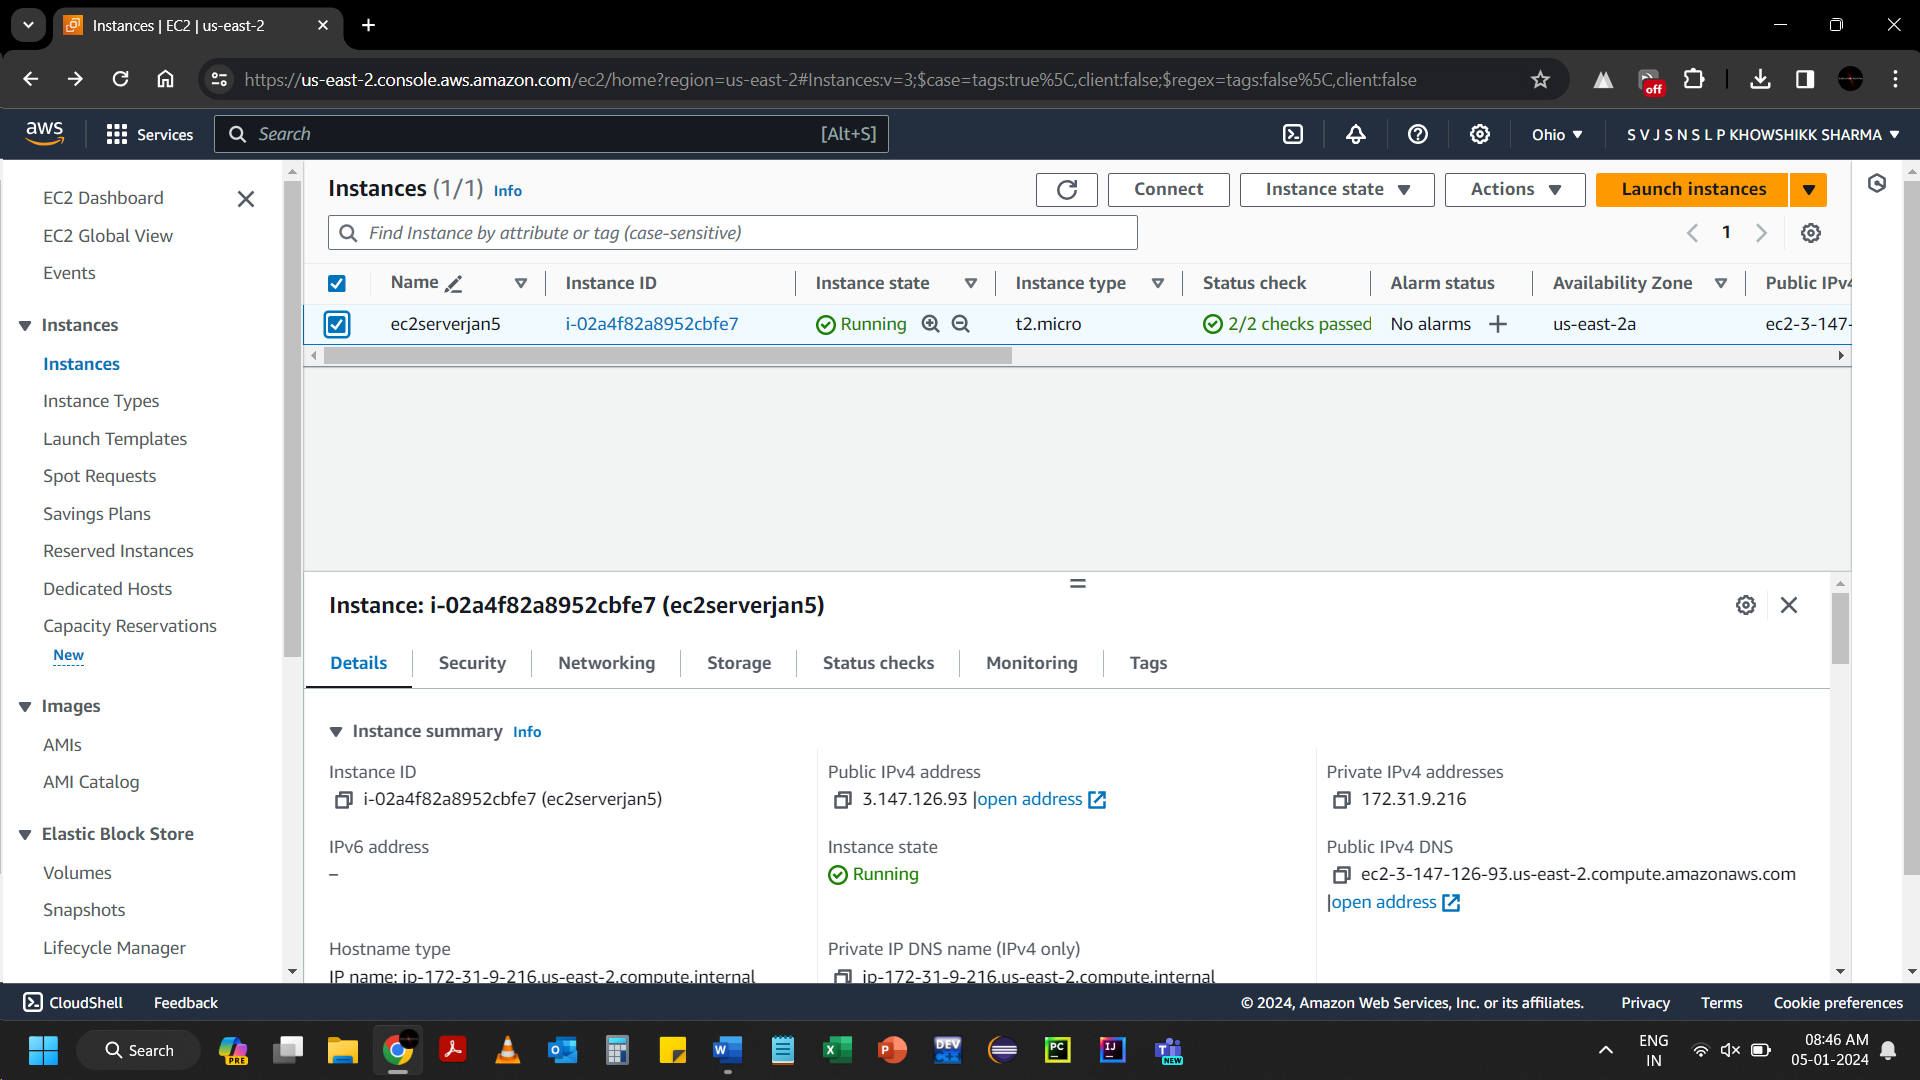 Instances | EC2 | us-east-2
https://us-east-2.console.aws.amazon.com/ec2/home?region=us-east-2#Instances:v=3;$case=tags:true%5C,client:false;$regex=tags:false%5C,client:false
off
aws
Services
Search
[Alt+S]
Ohio
S V J S N S L P KHOWSHIKK SHARMA
EC2 Dashboard
EC2 Global View
Events
Instances
Instances
Instance Types
Launch Templates
Spot Requests
Savings Plans
Reserved Instances
Dedicated Hosts
Capacity Reservations
New
Images
AMIs
AMI Catalog
Elastic Block Store
Volumes
Snapshots
Lifecycle Manager
Instances (1/1) Info
Connect
Instance state
Actions
Launch instances
Find Instance by attribute or tag (case-sensitive)
1
Name
Instance ID
Instance state
Instance type
Status check
Alarm status
Availability Zone
Public IPv4
ec2serverjan5
i-02a4f82a8952cbfe7
Running
t2.micro
2/2 checks passed
No alarms
us-east-2a
ec2-3-147-
Instance: i-02a4f82a8952cbfe7 (ec2serverjan5)
Details
Security
Networking
Storage
Status checks
Monitoring
Tags
Instance summary Info
Instance ID
i-02a4f82a8952cbfe7 (ec2serverjan5)
Public IPv4 address
3.147.126.93 |open address
Private IPv4 addresses
172.31.9.216
IPv6 address
–
Instance state
Running
Public IPv4 DNS
ec2-3-147-126-93.us-east-2.compute.amazonaws.com
|open address
Hostname type
IP name: ip-172-31-9-216.us-east-2.compute.internal
Private IP DNS name (IPv4 only)
ip-172-31-9-216.us-east-2.compute.internal
CloudShell
Feedback
© 2024, Amazon Web Services, Inc. or its affiliates.
Privacy
Terms
Cookie preferences
Search
PRE
W
X
P
DEV
C++
PC
IJ
NEW
ENG
IN
08:46 AM
05-01-2024